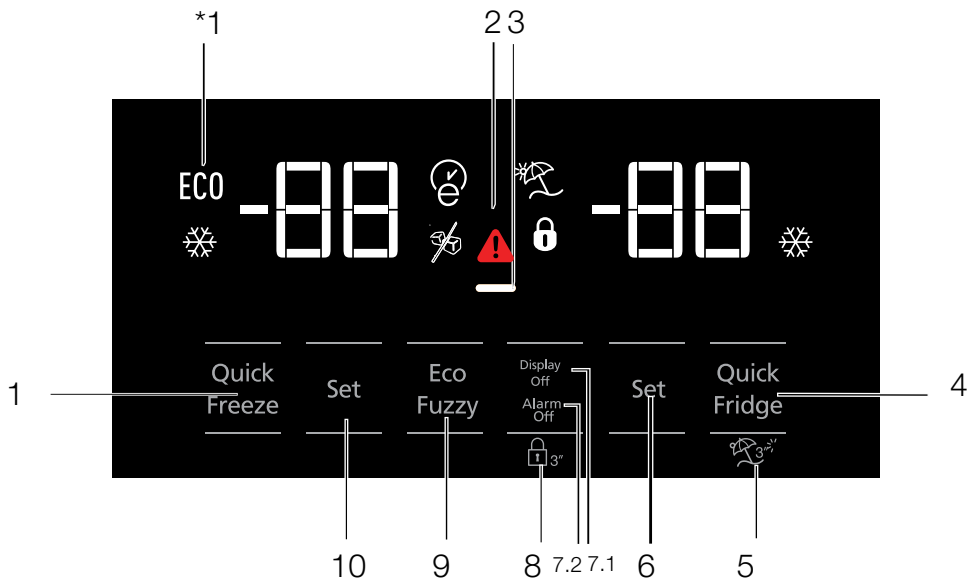 *1
2 3
ECO
-88
e
-88
Quick
Freeze
Set
Eco
Fuzzy
Display
Off
Alarm
Off
Set
Quick
Fridge
1
4
3"
3"
10
9
8
7.2
7.1
6
5